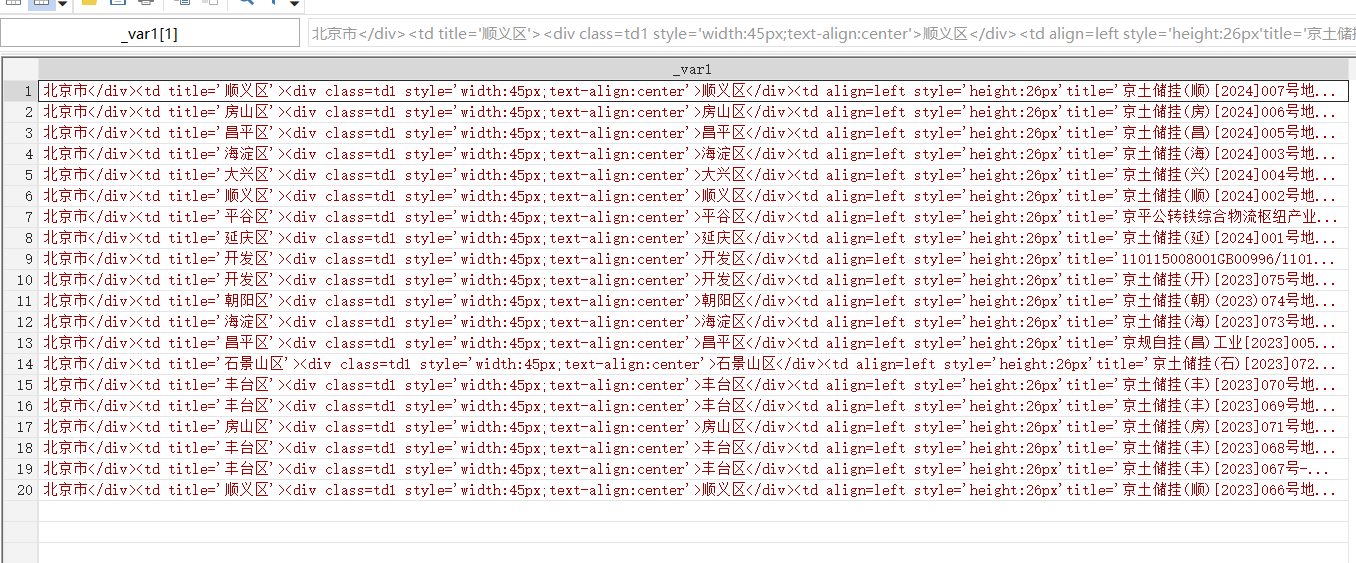 _var1[1]
北京市</div><td title='顺义区'><div class=td1 style='width:45px;text-align:center'>顺义区</div><td align=left style='height:26px'title='京土储挂
_var1
1 北京市</div><td title='顺义区'><div class=td1 style='width:45px;text-align:center'>顺义区</div><td align=left style='height:26px'title='京土储挂(顺)[2024]007号地...
2 北京市</div><td title='房山区'><div class=td1 style='width:45px;text-align:center'>房山区</div><td align=left style='height:26px'title='京土储挂(房)[2024]006号地...
3 北京市</div><td title='昌平区'><div class=td1 style='width:45px;text-align:center'>昌平区</div><td align=left style='height:26px'title='京土储挂(昌)[2024]005号地...
4 北京市</div><td title='海淀区'><div class=td1 style='width:45px;text-align:center'>海淀区</div><td align=left style='height:26px'title='京土储挂(海)[2024]003号地...
5 北京市</div><td title='大兴区'><div class=td1 style='width:45px;text-align:center'>大兴区</div><td align=left style='height:26px'title='京土储挂(兴)[2024]004号地...
6 北京市</div><td title='顺义区'><div class=td1 style='width:45px;text-align:center'>顺义区</div><td align=left style='height:26px'title='京土储挂(顺)[2024]002号地...
7 北京市</div><td title='平谷区'><div class=td1 style='width:45px;text-align:center'>平谷区</div><td align=left style='height:26px'title='京平公转铁综合物流枢纽产业...
8 北京市</div><td title='延庆区'><div class=td1 style='width:45px;text-align:center'>延庆区</div><td align=left style='height:26px'title='京土储挂(延)[2024]001号地...
9 北京市</div><td title='开发区'><div class=td1 style='width:45px;text-align:center'>开发区</div><td align=left style='height:26px'title='110115008001GB00996/1101...
10 北京市</div><td title='开发区'><div class=td1 style='width:45px;text-align:center'>开发区</div><td align=left style='height:26px'title='京土储挂(开)[2023]075号地...
11 北京市</div><td title='朝阳区'><div class=td1 style='width:45px;text-align:center'>朝阳区</div><td align=left style='height:26px'title='京土储挂(朝)(2023)074号地...
12 北京市</div><td title='海淀区'><div class=td1 style='width:45px;text-align:center'>海淀区</div><td align=left style='height:26px'title='京土储挂(海)[2023]073号地...
13 北京市</div><td title='昌平区'><div class=td1 style='width:45px;text-align:center'>昌平区</div><td align=left style='height:26px'title='京规自挂(昌)工业[2023]005...
14 北京市</div><td title='石景山区'><div class=td1 style='width:45px;text-align:center'>石景山区</div><td align=left style='height:26px'title='京土储挂(石)[2023]072...
15 北京市</div><td title='丰台区'><div class=td1 style='width:45px;text-align:center'>丰台区</div><td align=left style='height:26px'title='京土储挂(丰)[2023]070号地...
16 北京市</div><td title='丰台区'><div class=td1 style='width:45px;text-align:center'>丰台区</div><td align=left style='height:26px'title='京土储挂(丰)[2023]069号地...
17 北京市</div><td title='房山区'><div class=td1 style='width:45px;text-align:center'>房山区</div><td align=left style='height:26px'title='京土储挂(房)[2023]071号地...
18 北京市</div><td title='丰台区'><div class=td1 style='width:45px;text-align:center'>丰台区</div><td align=left style='height:26px'title='京土储挂(丰)[2023]068号地...
19 北京市</div><td title='丰台区'><div class=td1 style='width:45px;text-align:center'>丰台区</div><td align=left style='height:26px'title='京土储挂(丰)[2023]067号-...
20 北京市</div><td title='顺义区'><div class=td1 style='width:45px;text-align:center'>顺义区</div><td align=left style='height:26px'title='京土储挂(顺)[2023]066号地...